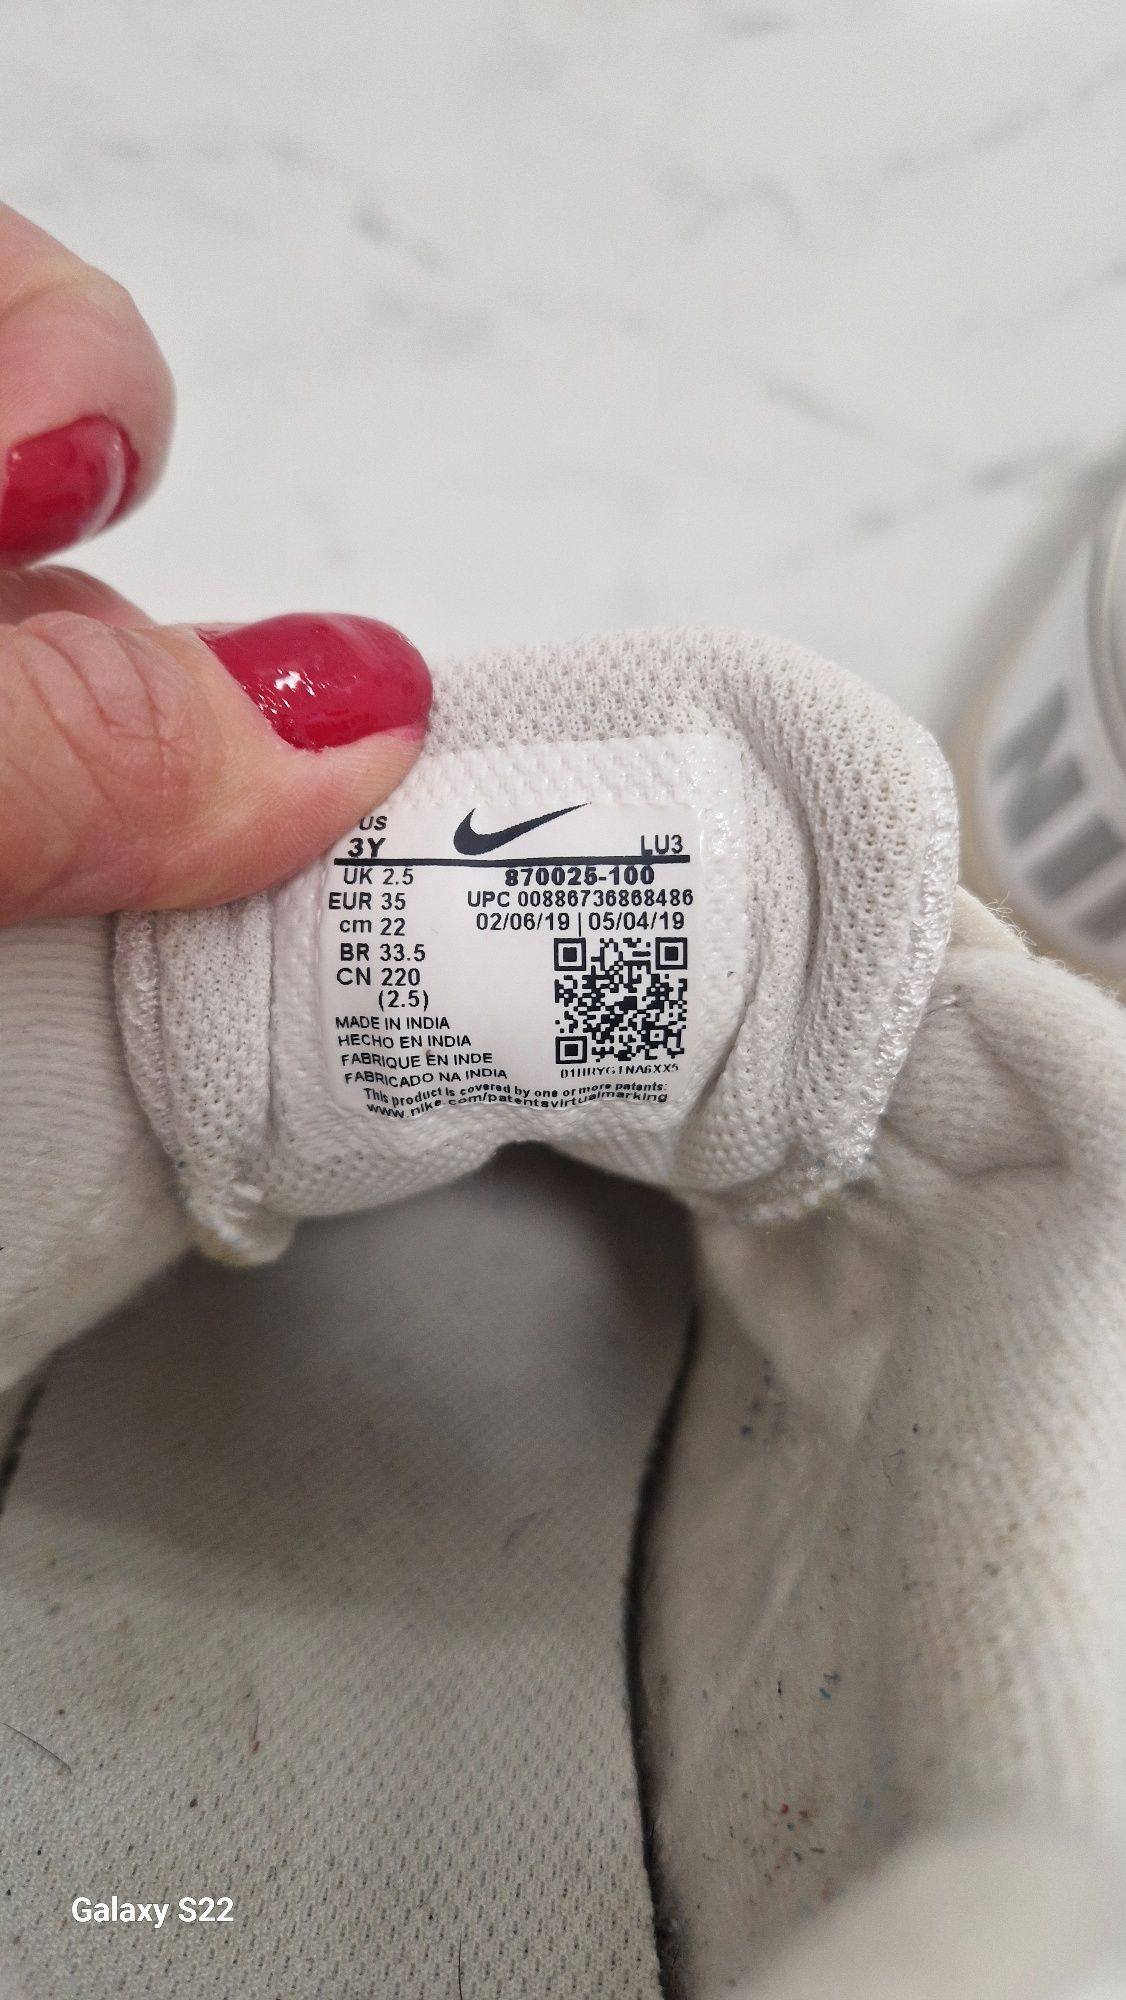 US
3Y
LU3
UK 2.5
870025-100
EUR 35
UPC 00886736868486
cm 22
02/06/19 | 05/04/19
BR 33.5
CN 220
(2.5)
MADE IN INDIA
HECHO EN INDIA
FABRIQUE EN INDE
FABRICADO NA INDIA
This product is covered by one or more patents:
www.nike.com/patentsvirtualmarking
Galaxy S22